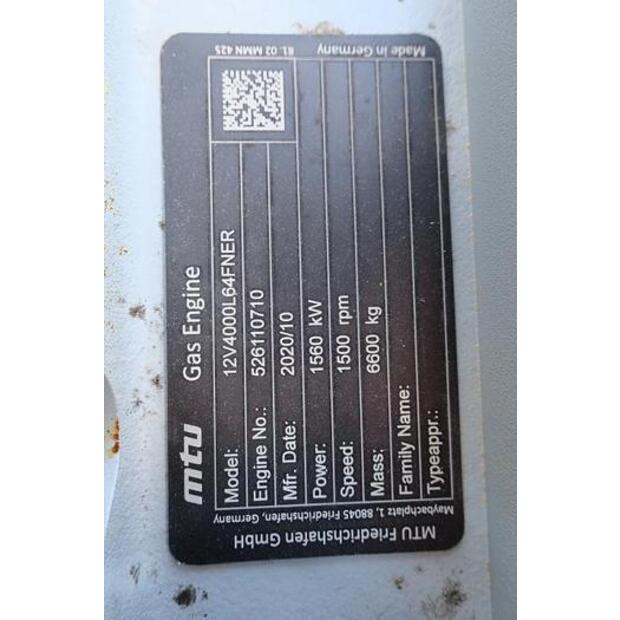 mtu Gas Engine
Model: 12V4000L64FNER
Engine No.: 526110710
Mfr. Date: 2020/10
Power: 1560 kW
Speed: 1500 rpm
Mass: 6600 kg
Family Name:
Typeappr.:
MTU Friedrichshafen GmbH
Maybachplatz 1, 88045 Friedrichshafen, Germany
Made in Germany
81. 02 MMN 425